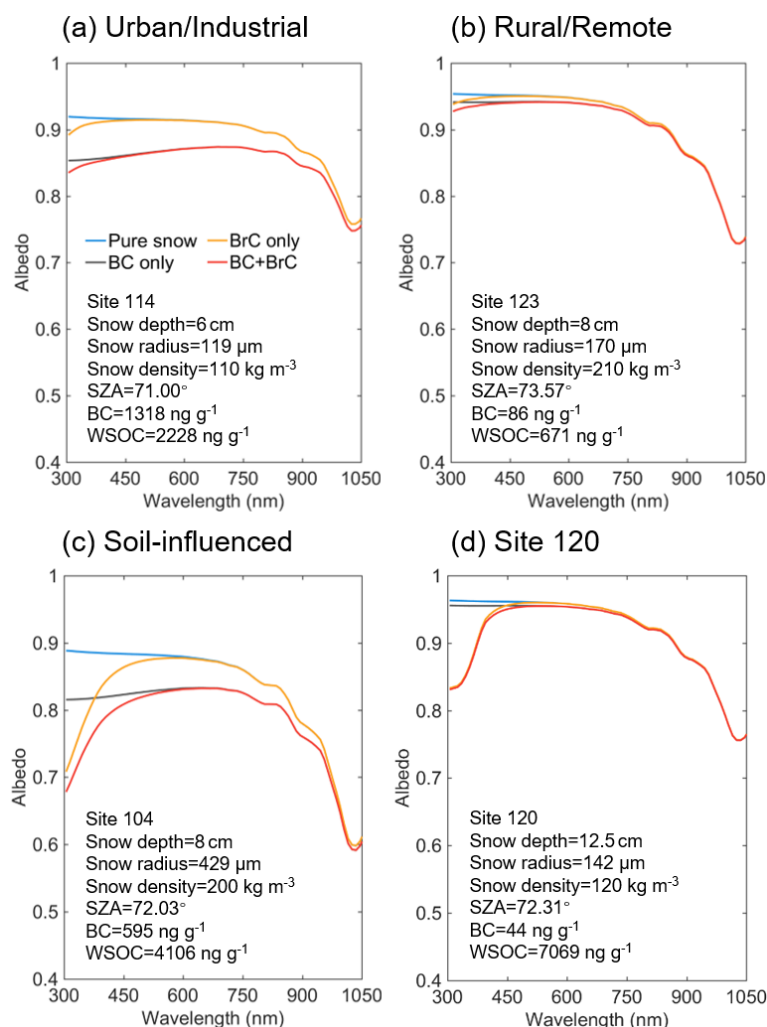 (a) Urban/Industrial
(b) Rural/Remote
1
0.9
0.8
0.7
0.6
0.5
0.4
Albedo
Pure snow
BrC only
BC only
BC+BrC
Site 114
Snow depth=6 cm
Snow radius=119 μm
Snow density=110 kg m⁻³
SZA=71.00°
BC=1318 ng g⁻¹
WSOC=2228 ng g⁻¹
300 450 600 750 900 1050
Wavelength (nm)
1
0.9
0.8
0.7
0.6
0.5
0.4
Albedo
Site 123
Snow depth=8 cm
Snow radius=170 μm
Snow density=210 kg m⁻³
SZA=73.57°
BC=86 ng g⁻¹
WSOC=671 ng g⁻¹
300 450 600 750 900 1050
Wavelength (nm)
(c) Soil-influenced
(d) Site 120
1
0.9
0.8
0.7
0.6
0.5
0.4
Albedo
Site 104
Snow depth=8 cm
Snow radius=429 μm
Snow density=200 kg m⁻³
SZA=72.03°
BC=595 ng g⁻¹
WSOC=4106 ng g⁻¹
300 450 600 750 900 1050
Wavelength (nm)
1
0.9
0.8
0.7
0.6
0.5
0.4
Albedo
Site 120
Snow depth=12.5 cm
Snow radius=142 μm
Snow density=120 kg m⁻³
SZA=72.31°
BC=44 ng g⁻¹
WSOC=7069 ng g⁻¹
300 450 600 750 900 1050
Wavelength (nm)